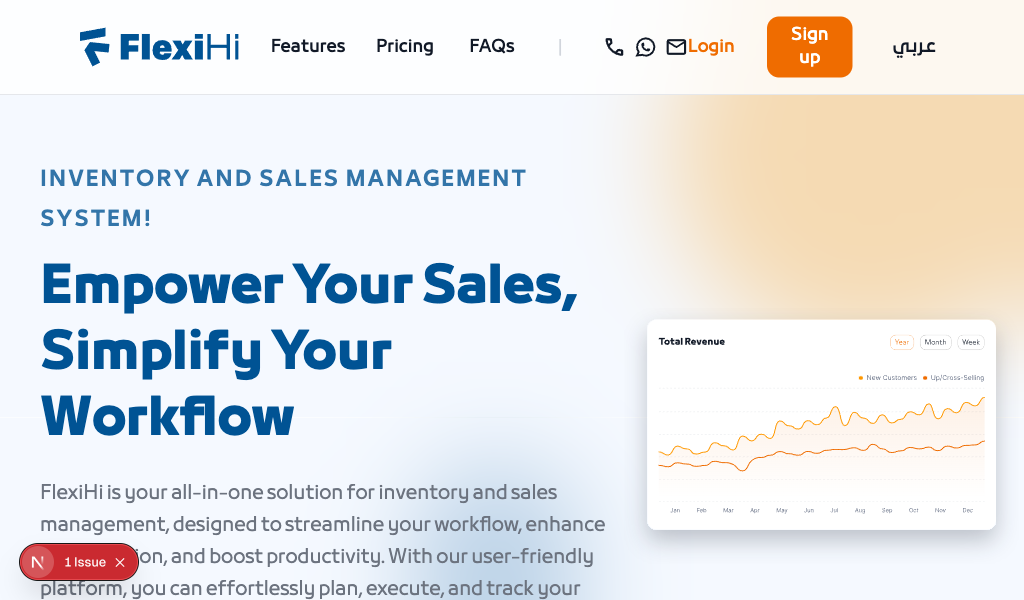 FlexiHi
Features
Pricing
FAQs
Login
Sign
up
عربي
INVENTORY AND SALES MANAGEMENT
SYSTEM!
Empower Your Sales,
Simplify Your
Workflow
FlexiHi is your all-in-one solution for inventory and sales
management, designed to streamline your workflow, enhance
ion, and boost productivity. With our user-friendly
platform, you can effortlessly plan, execute, and track your
N 1 Issue
Total Revenue
Year
Month
Week
New Customers
Up/Cross-Selling
Jan Feb Mar Apr May Jun Jul Aug Sep Oct Nov Dec